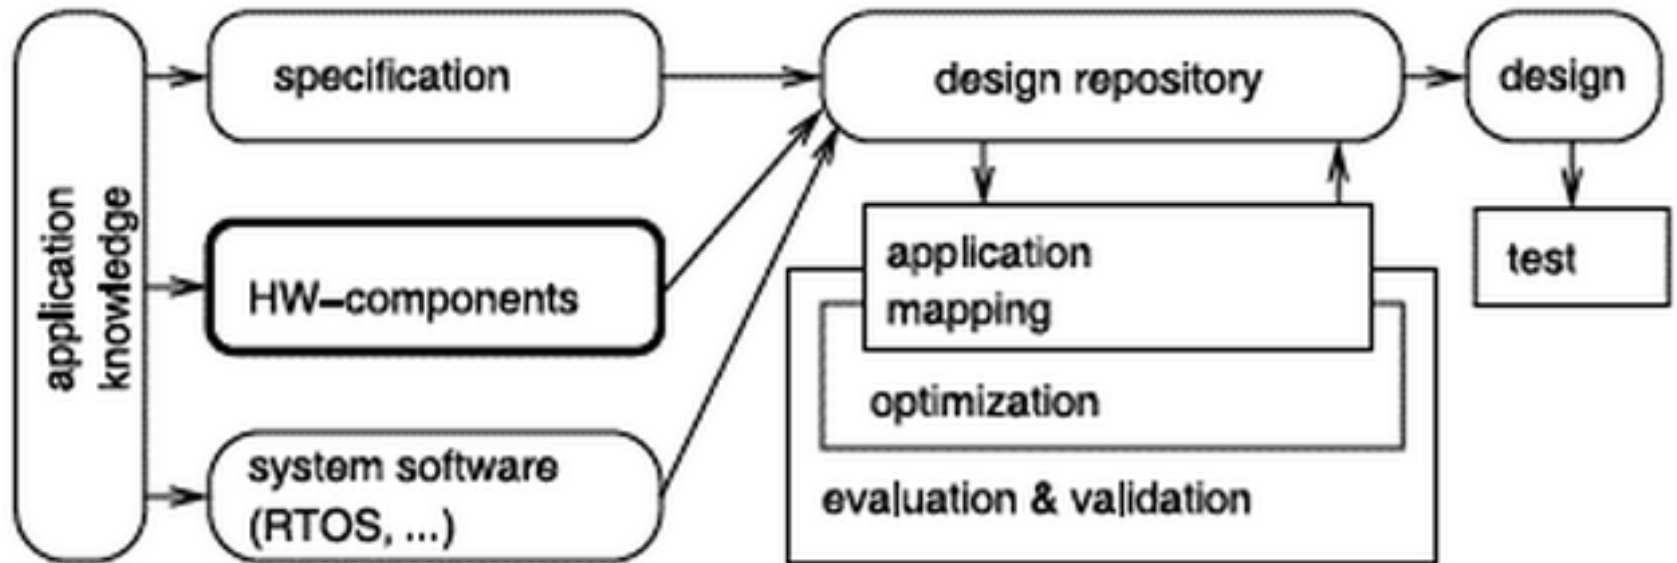 application
knowledge
specification
HW–components
system software
(RTOS, ...)
design repository
application
mapping
optimization
evaluation & validation
design
test